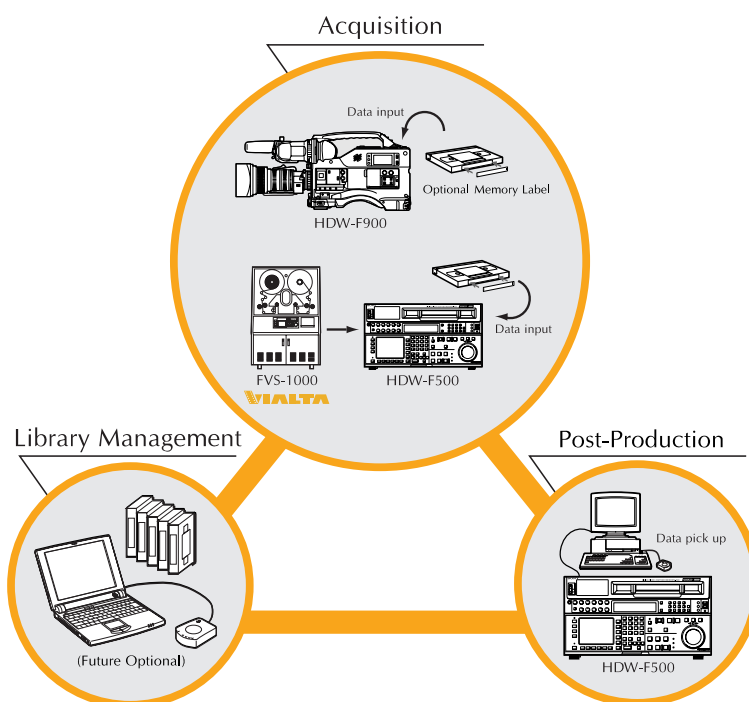 Acquisition
Data input
Optional Memory Label
HDW-F900
Data input
FVS-1000
HDW-F500
VIALTA
Library Management
Post-Production
Data pick up
(Future Optional)
HDW-F500